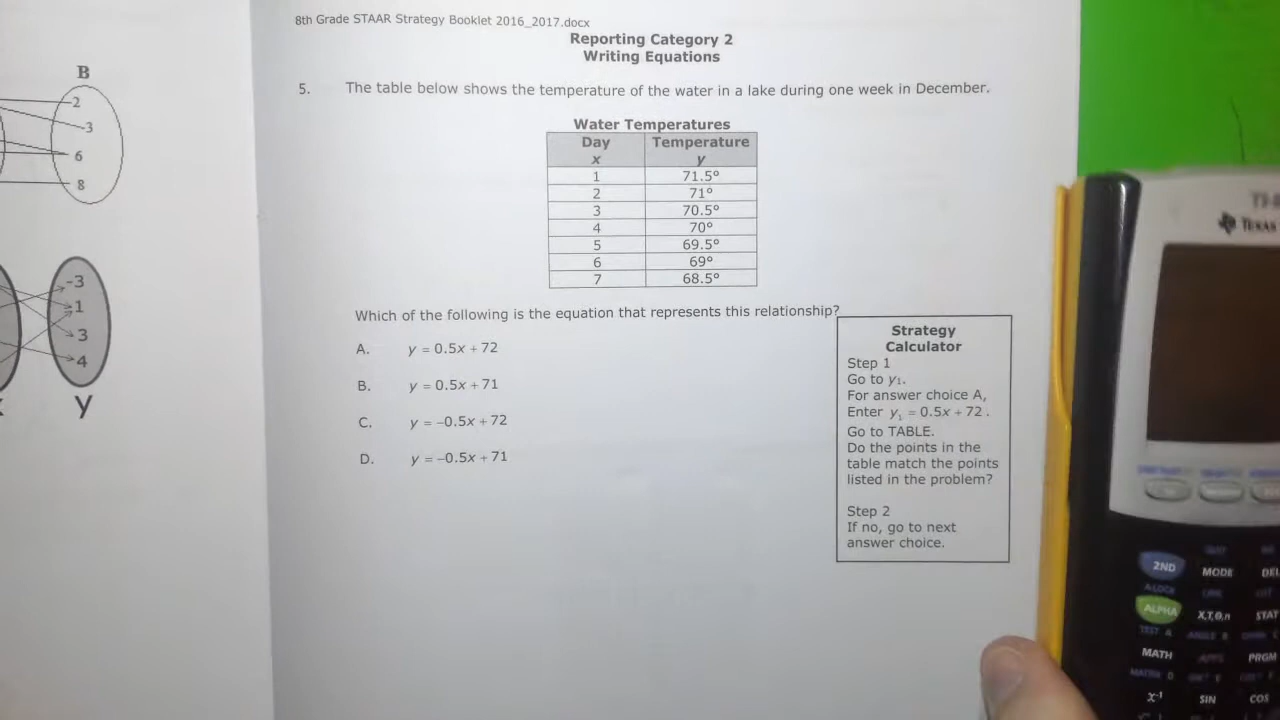 B
2
3
6
8
-3
1
3
4
y
8th Grade STAAR Strategy Booklet 2016_2017.docx
Reporting Category 2
Writing Equations
5. The table below shows the temperature of the water in a lake during one week in December.
Water Temperatures
Day Temperature
x y
1 71.5°
2 71°
3 70.5°
4 70°
5 69.5°
6 69°
7 68.5°
Which of the following is the equation that represents this relationship?
A. y = 0.5x + 72
B. y = 0.5x + 71
C. y = -0.5x + 72
D. y = -0.5x + 71
Strategy
Calculator
Step 1
Go to y₁.
For answer choice A,
Enter y₁ = 0.5x + 72.
Go to TABLE.
Do the points in the
table match the points
listed in the problem?
Step 2
If no, go to next
answer choice.
TEXAS
2ND MODE DEL
A-LOCK
ALPHA X,T,θ,n STAT
TEST A
MATH PRGM
x⁻¹ SIN COS